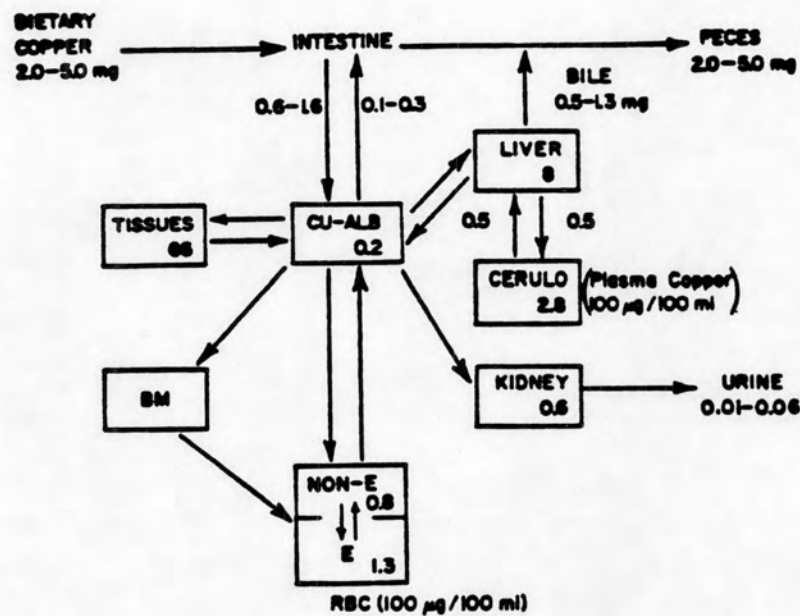 DIETARY
COPPER
2.0–5.0 mg
INTESTINE
FECES
2.0–5.0 mg
0.6–1.6
0.1–0.3
BILE
0.5–1.3 mg
LIVER
8
TISSUES
66
CU–ALB
0.2
0.5
0.5
CERULO
2.8
(Plasma Copper
100 µg/100 ml)
BM
KIDNEY
0.6
URINE
0.01–0.06
NON–E
0.8
E
1.3
RBC (100 µg/100 ml)